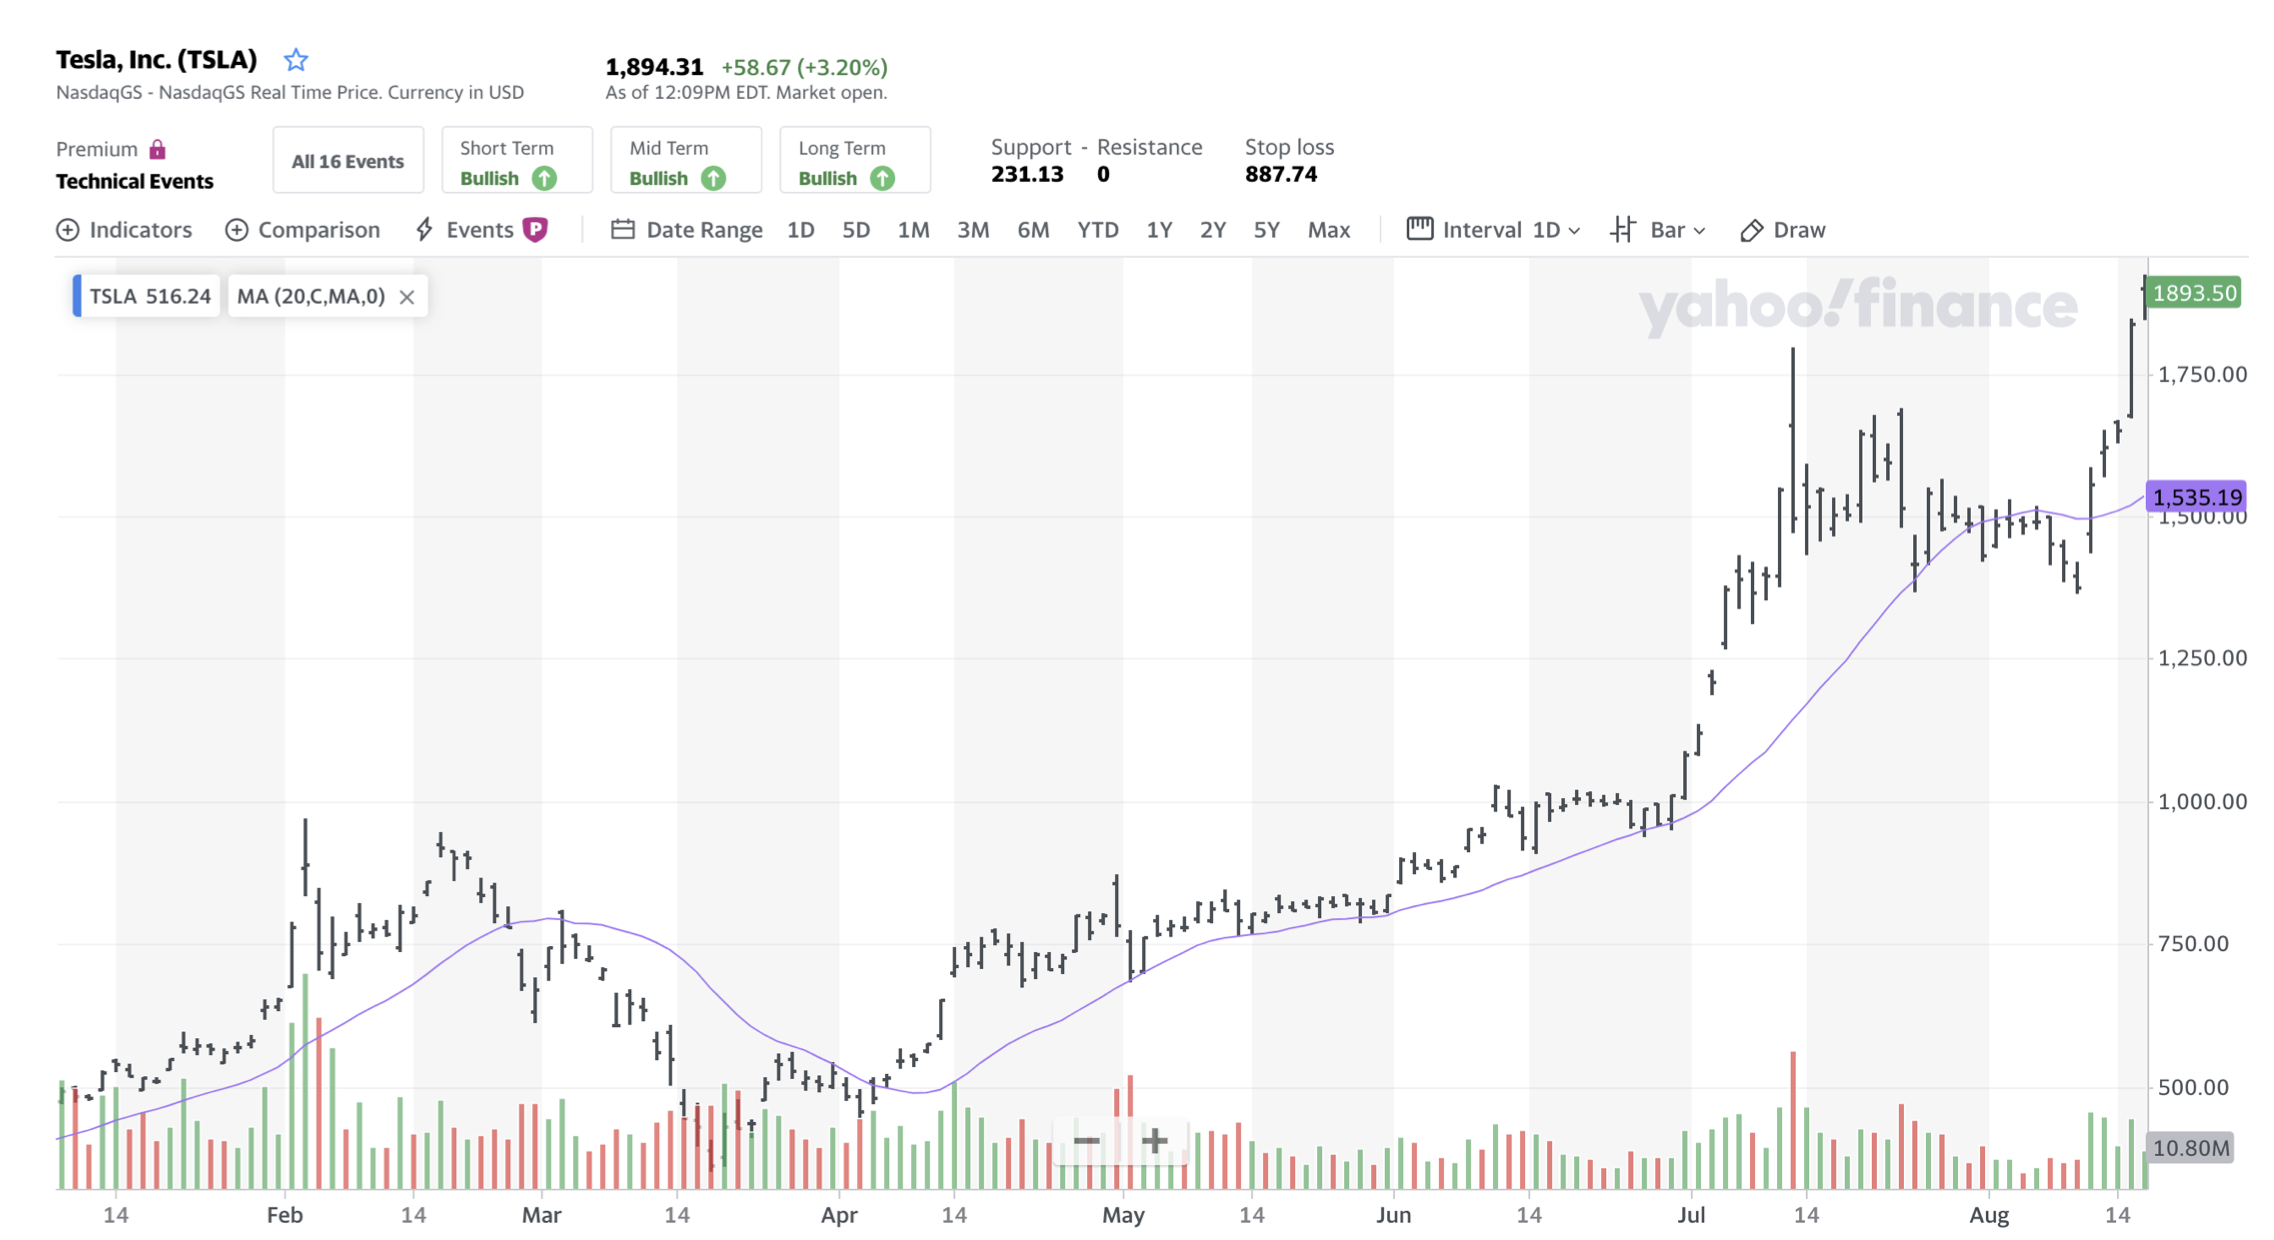 Tesla, Inc. (TSLA)
1,894.31 +58.67 (+3.20%)
NasdaqGS - NasdaqGS Real Time Price. Currency in USD
As of 12:09PM EDT. Market open.
Premium
Technical Events
All 16 Events
Short Term
Bullish
Mid Term
Bullish
Long Term
Bullish
Support - Resistance
231.13 0
Stop loss
887.74
Indicators Comparison Events P Date Range 1D 5D 1M 3M 6M YTD 1Y 2Y 5Y Max Interval 1D Bar Draw
TSLA 516.24 MA (20,C,MA,0)
yahoo!finance
1893.50
1,750.00
1,535.19
1,500.00
1,250.00
1,000.00
750.00
500.00
10.80M
14 Feb 14 Mar 14 Apr 14 May 14 Jun 14 Jul 14 Aug 14